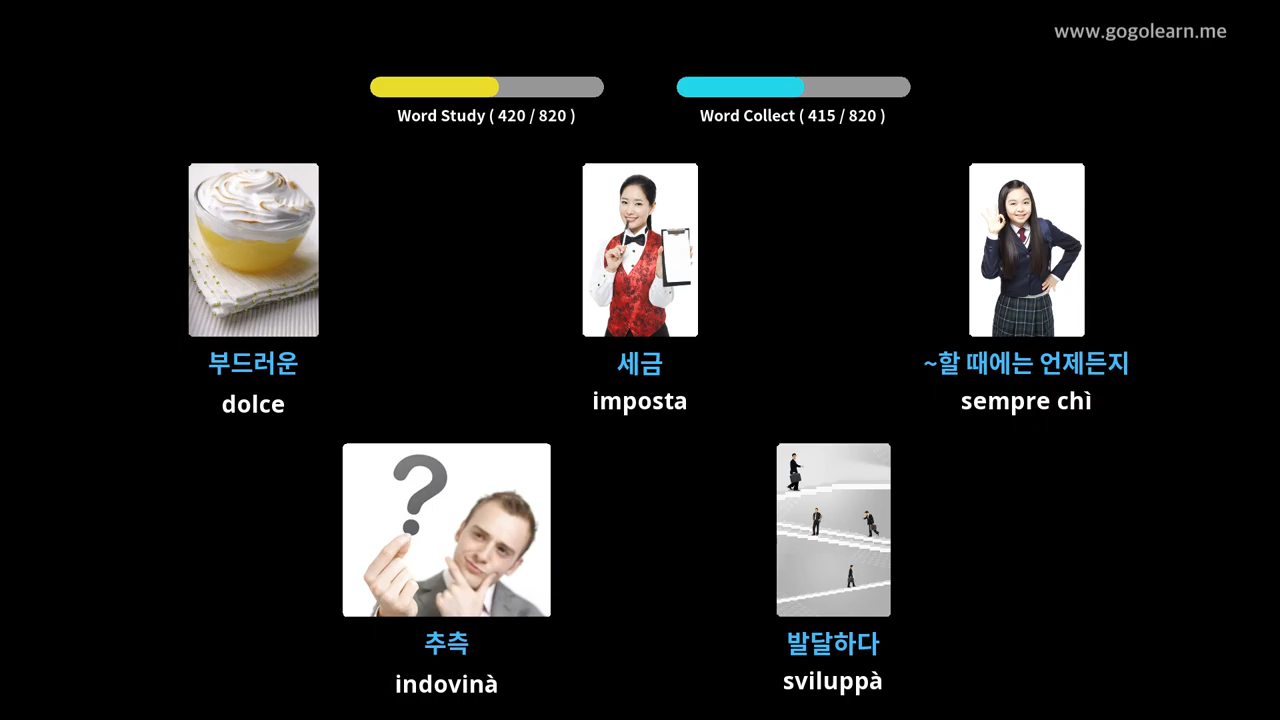 www.gogolearn.me
Word Study ( 420 / 820 )
Word Collect ( 415 / 820 )
부드러운
dolce
세금
imposta
~할 때에는 언제든지
sempre chì
추측
indovinà
발달하다
sviluppà